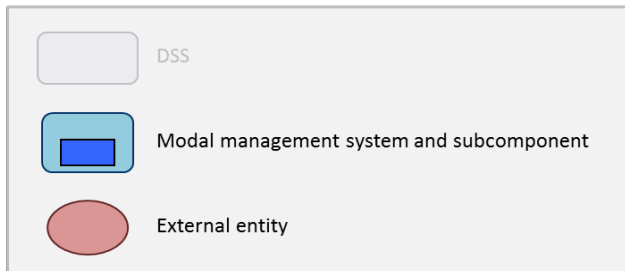 DSS
Modal management system and subcomponent
External entity